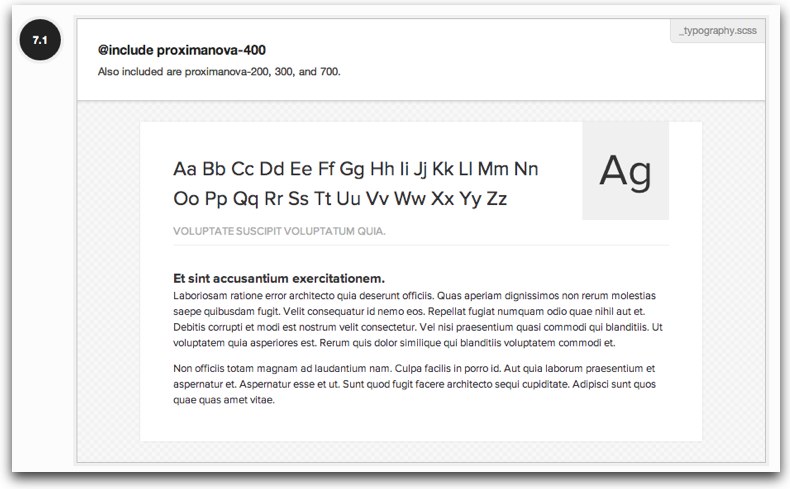 7.1
_typography.scss
@include proximanova-400
Also included are proximanova-200, 300, and 700.
Aa Bb Cc Dd Ee Ff Gg Hh Ii Jj Kk Ll Mm Nn
Oo Pp Qq Rr Ss Tt Uu Vv Ww Xx Yy Zz
Ag
VOLUPTATE SUSCIPIT VOLUPTATUM QUIA.
Et sint accusantium exercitationem.
Laboriosam ratione error architecto quia deserunt officiis. Quas aperiam dignissimos non rerum molestias
saepe quibusdam fugit. Velit consequatur id nemo eos. Repellat fugiat numquam odio quae nihil aut et.
Debitis corrupti et modi est nostrum velit consectetur. Vel nisi praesentium quasi commodi qui blanditiis. Ut
voluptatem quia asperiores est. Rerum quis dolor similique qui blanditiis voluptatem commodi et.
Non officiis totam magnam ad laudantium nam. Culpa facilis in porro id. Aut quia laborum praesentium et
aspernatur et. Aspernatur esse et ut. Sunt quod fugit facere architecto sequi cupiditate. Adipisci sunt quos
quae quas amet vitae.